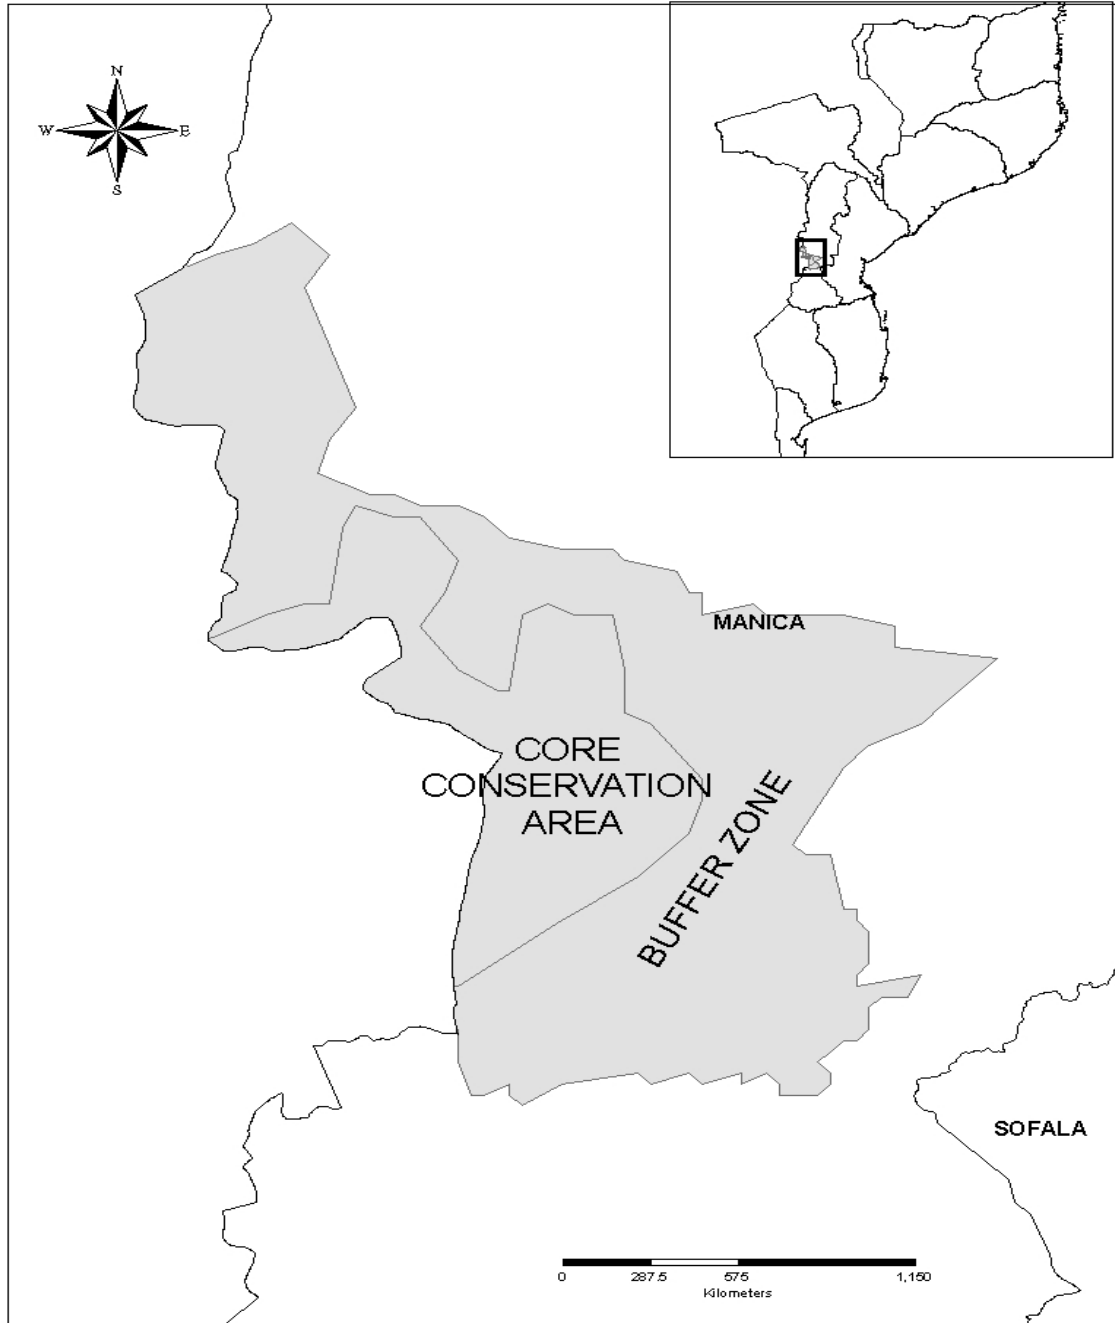 N
W E
S
MANICA
CORE
CONSERVATION
AREA
BUFFER ZONE
SOFALA
0 287.5 575 1,150
Kilometers